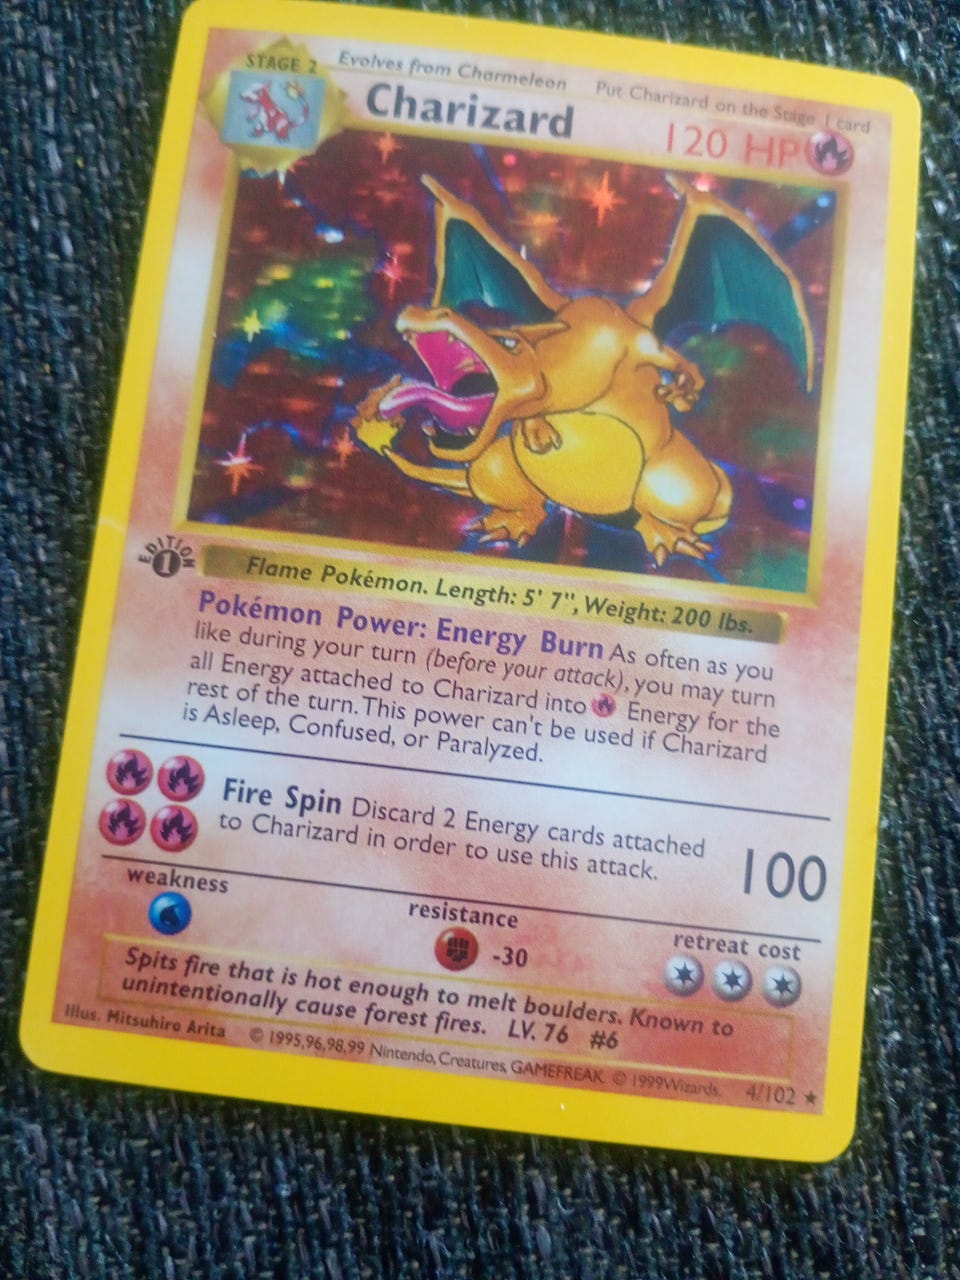 STAGE 2
Evolves from Charmeleon
Put Charizard on the Stage 1 card
Charizard
120 HP
EDITION
1
Flame Pokémon. Length: 5' 7", Weight: 200 lbs.
Pokémon Power: Energy Burn As often as you
like during your turn (before your attack), you may turn
all Energy attached to Charizard into Energy for the
rest of the turn. This power can't be used if Charizard
is Asleep, Confused, or Paralyzed.
Fire Spin Discard 2 Energy cards attached
to Charizard in order to use this attack.
100
weakness
resistance
retreat cost
-30
Spits fire that is hot enough to melt boulders. Known to
unintentionally cause forest fires. LV. 76 #6
Illus. Mitsuhiro Arita © 1995,96,98,99 Nintendo, Creatures, GAMEFREAK. © 1999 Wizards. 4/102 ★